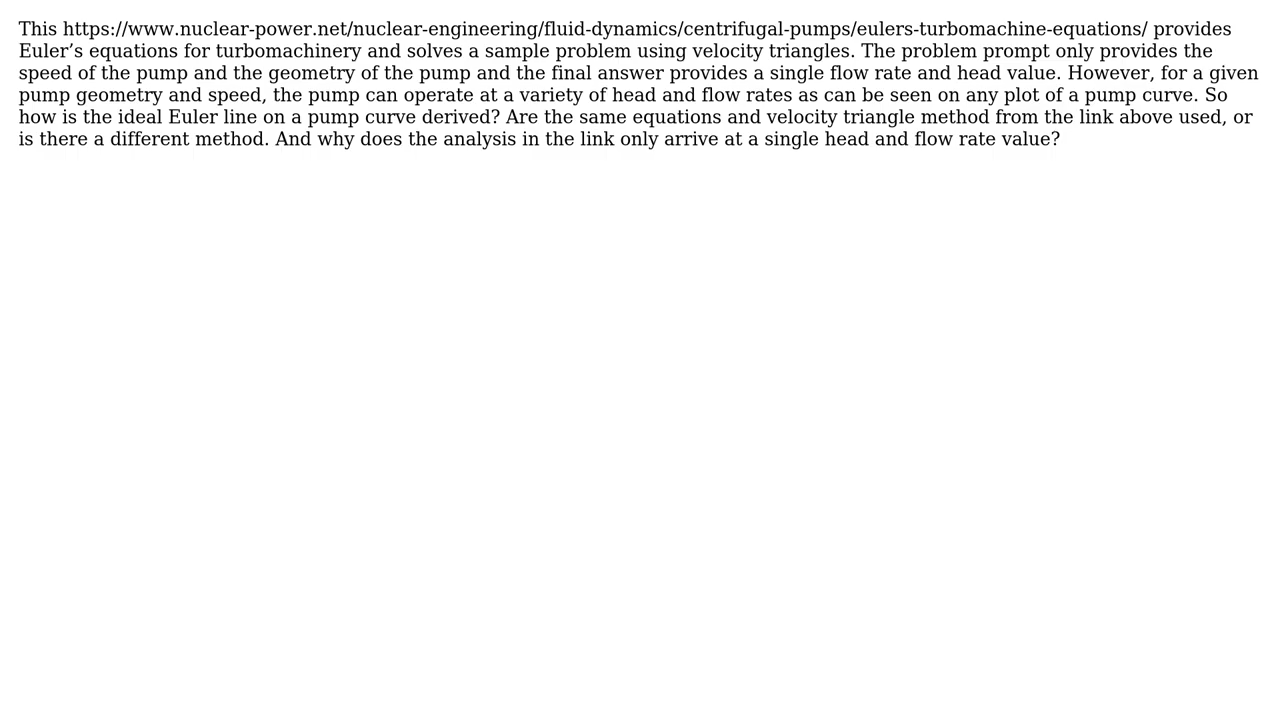 This https://www.nuclear-power.net/nuclear-engineering/fluid-dynamics/centrifugal-pumps/eulers-turbomachine-equations/ provides
Euler’s equations for turbomachinery and solves a sample problem using velocity triangles. The problem prompt only provides the
speed of the pump and the geometry of the pump and the final answer provides a single flow rate and head value. However, for a given
pump geometry and speed, the pump can operate at a variety of head and flow rates as can be seen on any plot of a pump curve. So
how is the ideal Euler line on a pump curve derived? Are the same equations and velocity triangle method from the link above used, or
is there a different method. And why does the analysis in the link only arrive at a single head and flow rate value?